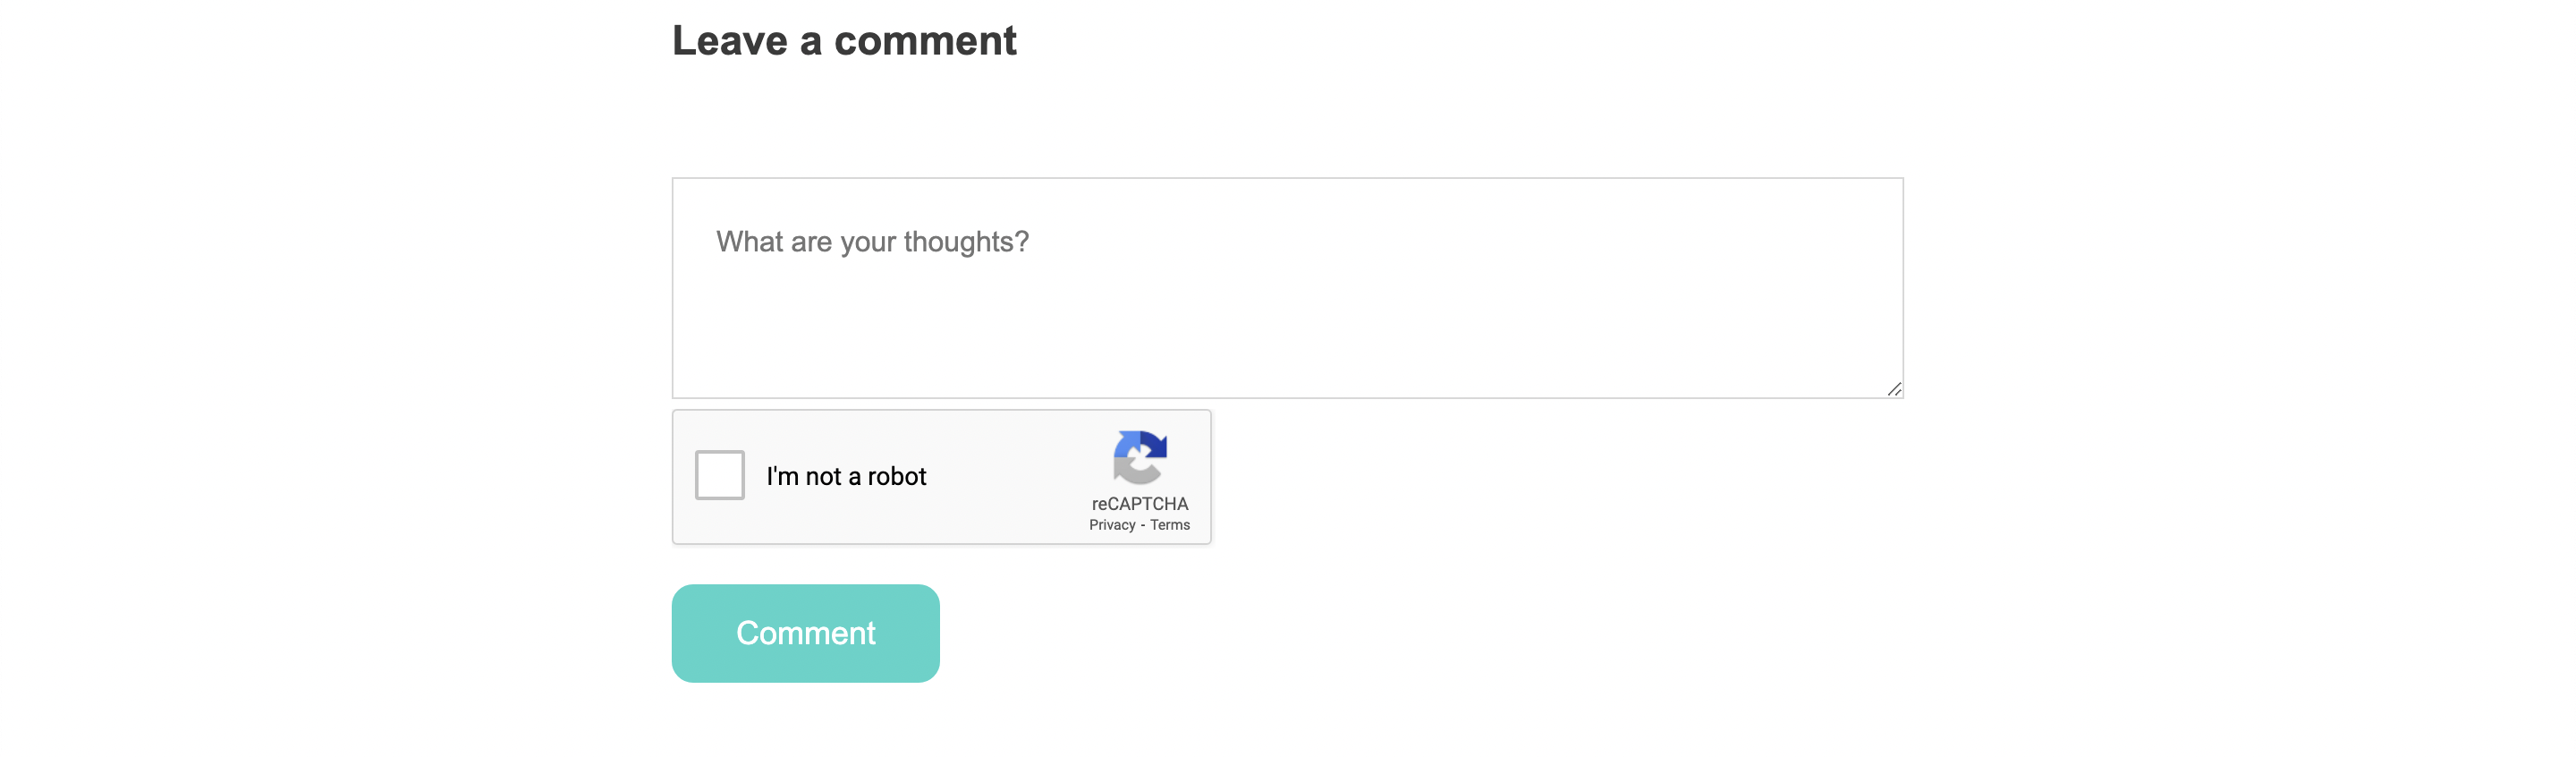 Leave a comment
What are your thoughts?
I'm not a robot
reCAPTCHA
Privacy - Terms
Comment